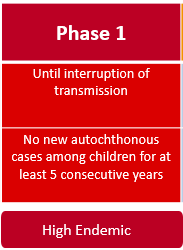 Phase 1
Until interruption of
transmission
No new autochthonous
cases among children for at
least 5 consecutive years
High Endemic